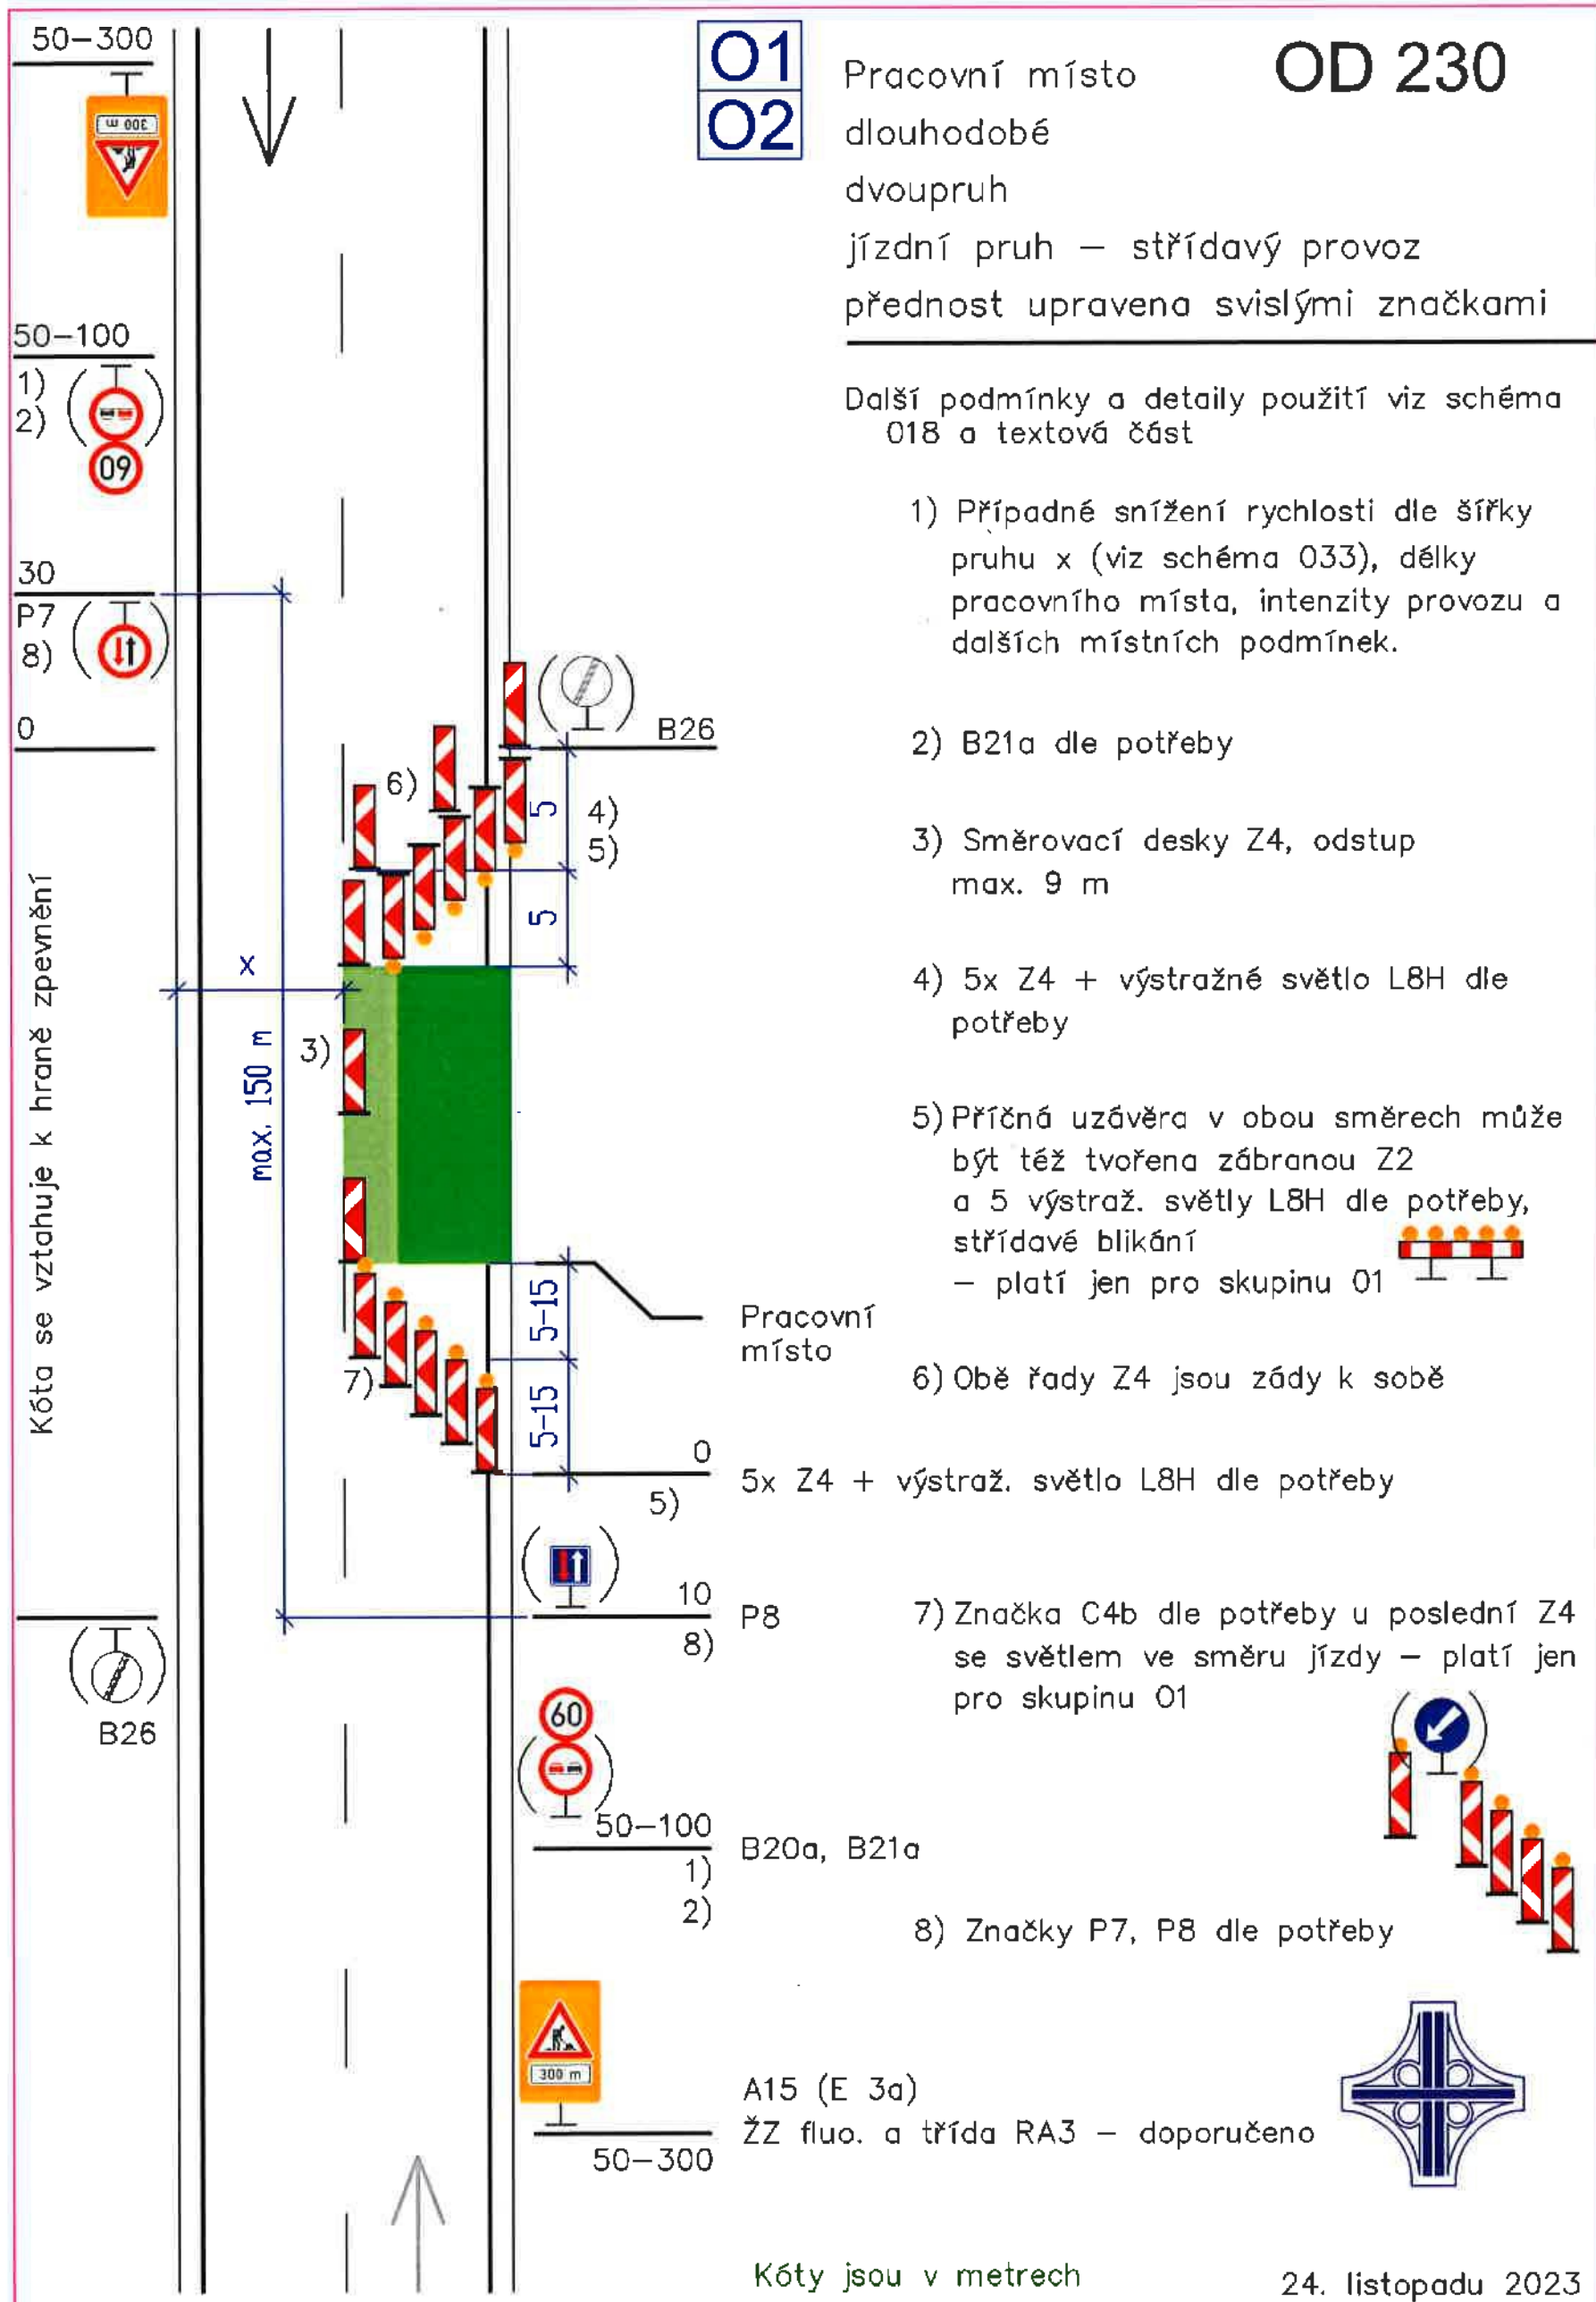 50-300
300 m
O1
O2
Pracovní místo
OD 230
dlouhodobé
dvoupruh
jízdní pruh – střídavý provoz
přednost upravena svislými značkami
50-100
1)
2)
60
Další podmínky a detaily použití viz schéma
018 a textová část
1) Případné snížení rychlosti dle šířky
pruhu x (viz schéma 033), délky
pracovního místa, intenzity provozu a
dalších místních podmínek.
30
P7
8)
0
B26
2) B21a dle potřeby
6)
5
4)
5)
5
3) Směrovací desky Z4, odstup
max. 9 m
Kóta se vztahuje k hraně zpevnění
x
max. 150 m
3)
4) 5x Z4 + výstražné světlo L8H dle
potřeby
5) Příčná uzávěra v obou směrech může
být též tvořena zábranou Z2
a 5 výstraž. světly L8H dle potřeby,
střídavé blikání
– platí jen pro skupinu O1
5-15
Pracovní
místo
7)
5-15
6) Obě řady Z4 jsou zády k sobě
0
5)
5x Z4 + výstraž. světlo L8H dle potřeby
10
P8
8)
7) Značka C4b dle potřeby u poslední Z4
se světlem ve směru jízdy – platí jen
pro skupinu O1
B26
60
50-100
1)
2)
B20a, B21a
8) Značky P7, P8 dle potřeby
300 m
A15 (E 3a)
ŽZ fluo. a třída RA3 – doporučeno
50-300
Kóty jsou v metrech
24. listopadu 2023